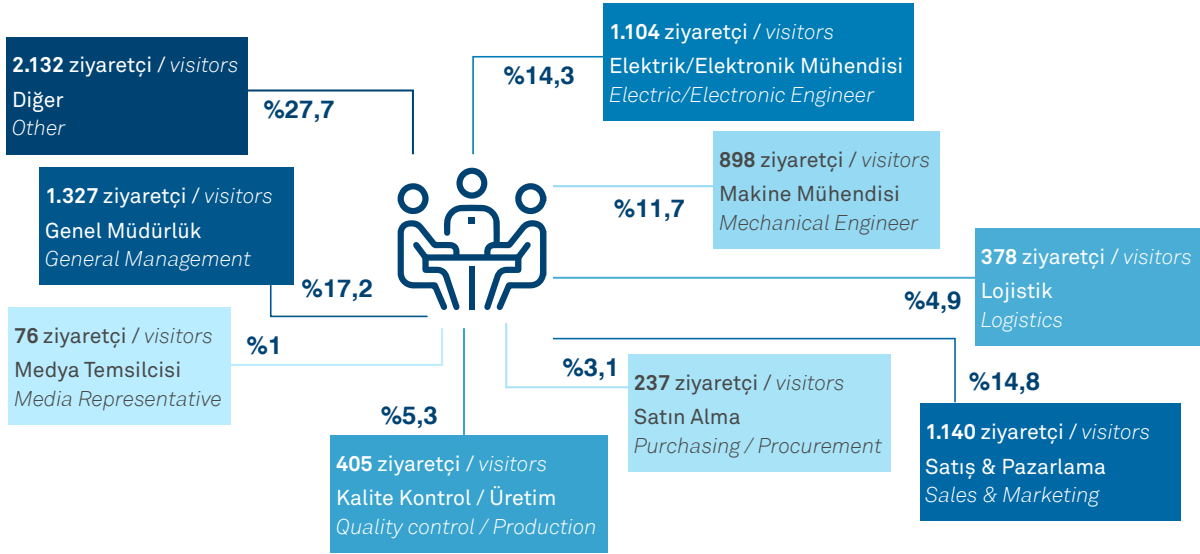 2.132 ziyaretçi / visitors
Diğer
Other
%27,7
1.104 ziyaretçi / visitors
Elektrik/Elektronik Mühendisi
Electric/Electronic Engineer
%14,3
898 ziyaretçi / visitors
Makine Mühendisi
Mechanical Engineer
%11,7
1.327 ziyaretçi / visitors
Genel Müdürlük
General Management
%17,2
378 ziyaretçi / visitors
Lojistik
Logistics
%4,9
76 ziyaretçi / visitors
Medya Temsilcisi
Media Representative
%1
237 ziyaretçi / visitors
Satın Alma
Purchasing / Procurement
%3,1
1.140 ziyaretçi / visitors
Satış & Pazarlama
Sales & Marketing
%14,8
405 ziyaretçi / visitors
Kalite Kontrol / Üretim
Quality control / Production
%5,3